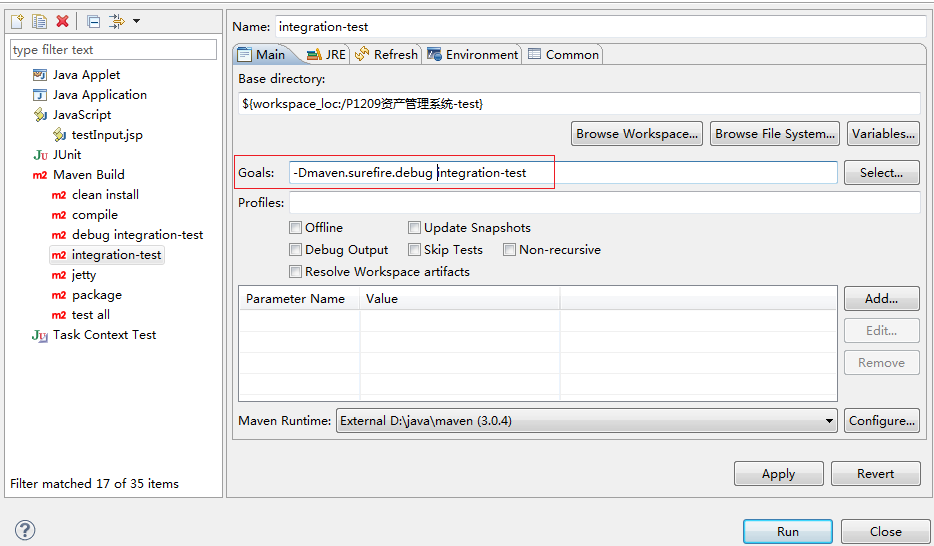 type filter text
Java Applet
Java Application
JavaScript
testInput.jsp
JUnit
Maven Build
clean install
compile
debug integration-test
integration-test
jetty
package
test all
Task Context Test
Filter matched 17 of 35 items
Name: integration-test
Main JRE Refresh Environment Common
Base directory:
${workspace_loc:/P1209资产管理系统-test}
Browse Workspace... Browse File System... Variables...
Goals: -Dmaven.surefire.debug integration-test Select...
Profiles:
Offline Update Snapshots
Debug Output Skip Tests Non-recursive
Resolve Workspace artifacts
Parameter Name Value Add...
Edit...
Remove
Maven Runtime: External D:\java\maven (3.0.4) Configure...
Apply Revert
Run Close